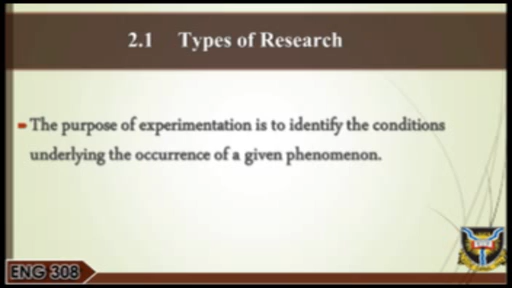 2.1 Types of Research
The purpose of experimentation is to identify the conditions
underlying the occurrence of a given phenomenon.
ENG 308